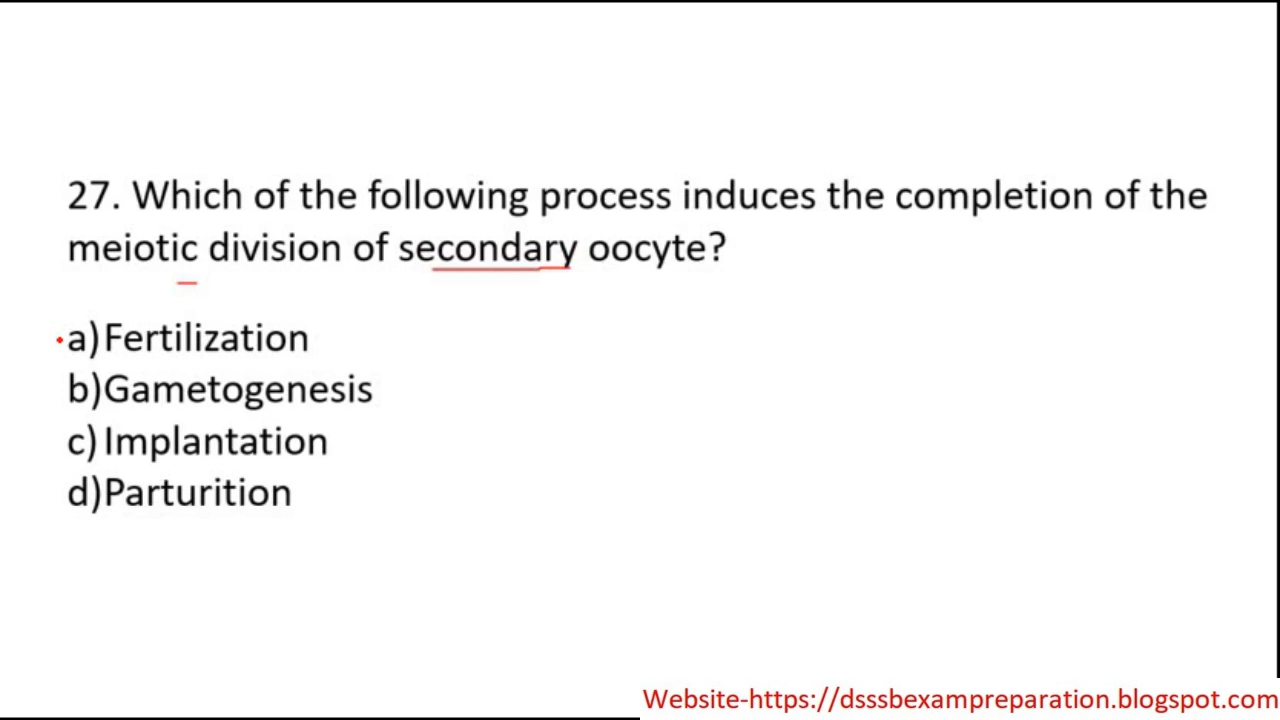 27. Which of the following process induces the completion of the
meiotic division of secondary oocyte?
a)Fertilization
b)Gametogenesis
c) Implantation
d)Parturition
Website-https://dsssbexampreparation.blogspot.com